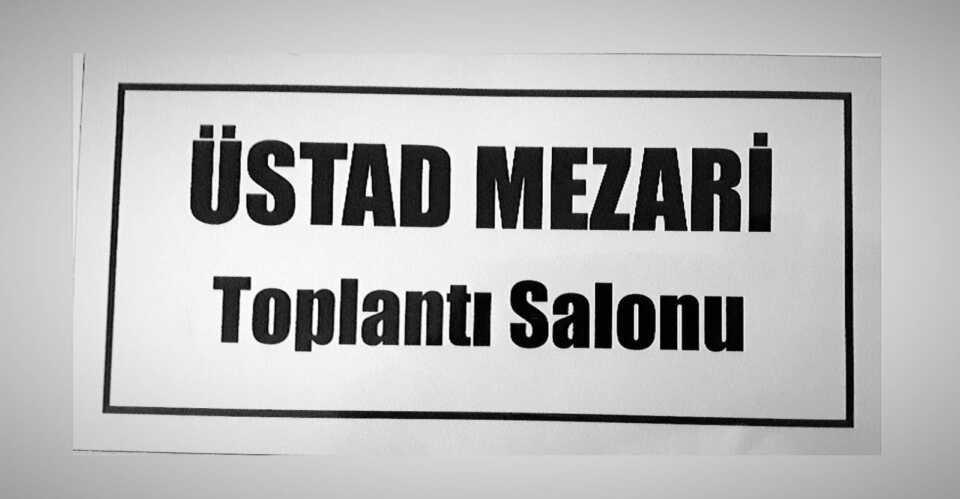 ÜSTAD MEZARİ
Toplantı Salonu